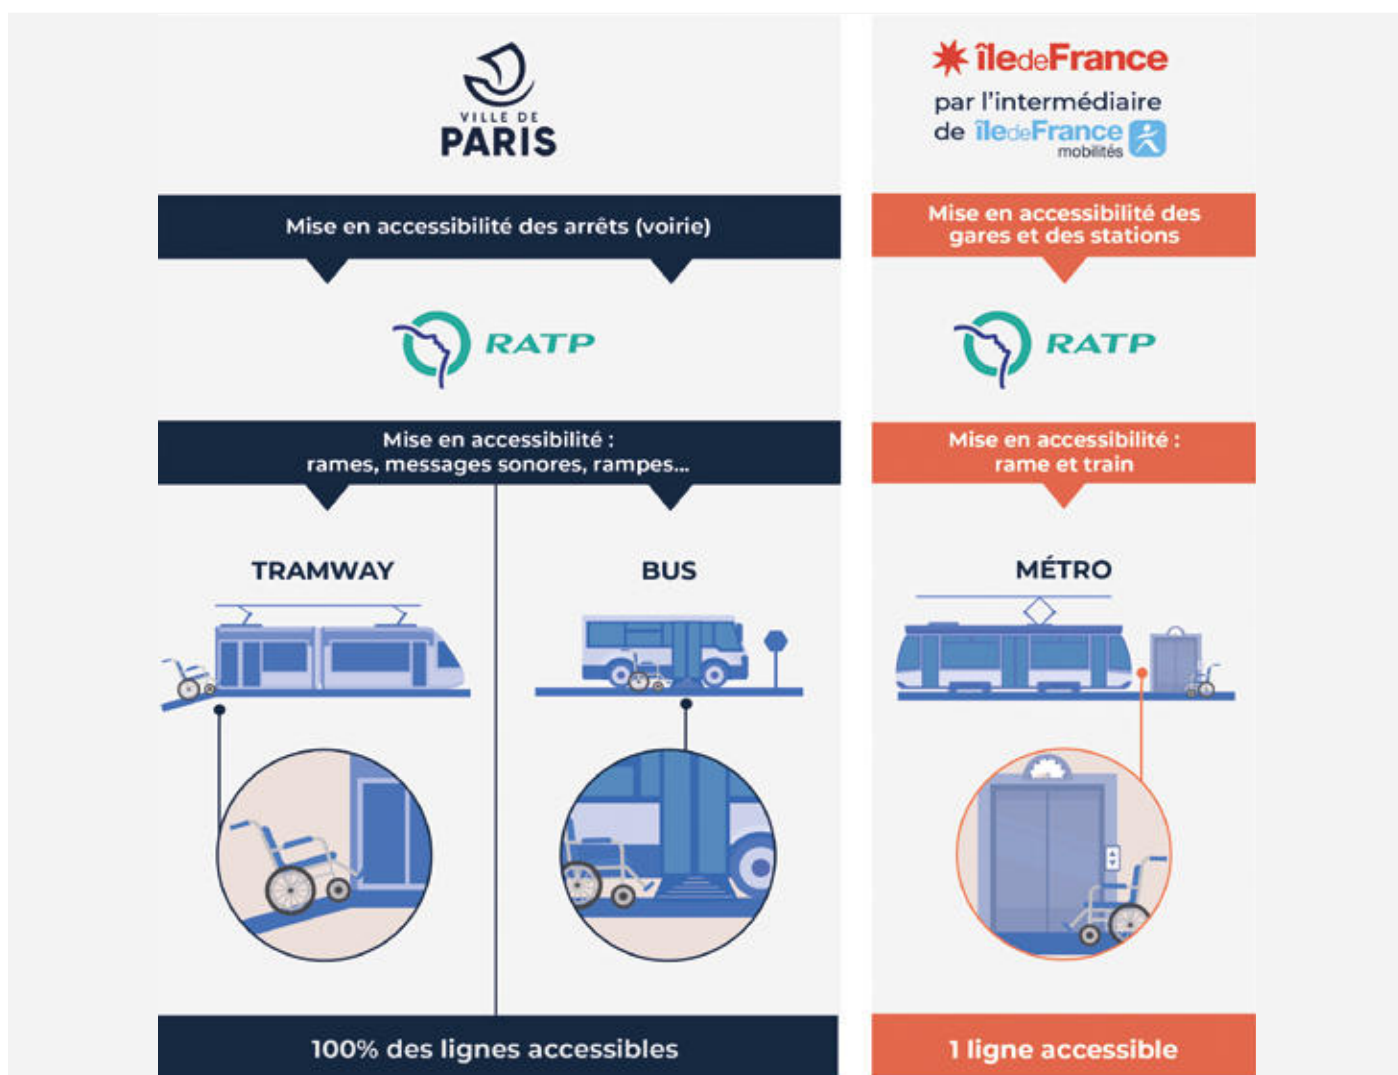 VILLE DE
PARIS
Mise en accessibilité des arrêts (voirie)
RATP
Mise en accessibilité :
rames, messages sonores, rampes...
TRAMWAY
BUS
100% des lignes accessibles
îledeFrance
par l'intermédiaire
de îledeFrance
mobilités
Mise en accessibilité des
gares et des stations
RATP
Mise en accessibilité :
rame et train
MÉTRO
1 ligne accessible